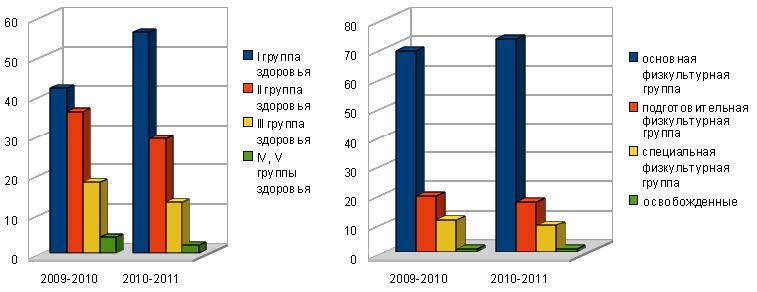 60
50
40
30
20
10
0
2009-2010 2010-2011
I группа
здоровья
II группа
здоровья
III группа
здоровья
IV, V
группы
здоровья
80
70
60
50
40
30
20
10
0
2009-2010 2010-2011
основная
физкультурная
группа
подготовительная
физкультурная
группа
специальная
физкультурная
группа
освобожденные